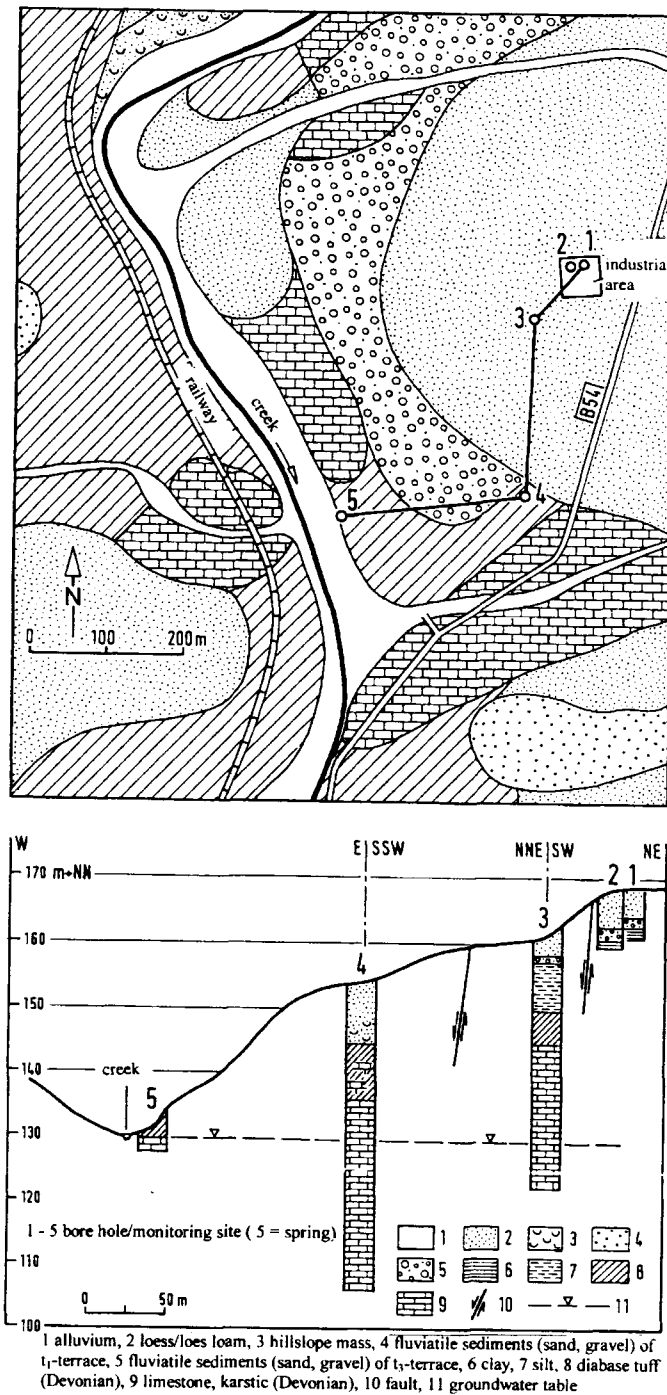 2 1
industria
area
3
B54
railway
creek
5
4
N
0 100 200 m
W E SSW NNE SW NE
170 m+NN
2 1
3
160
4
150
140
creek
5
130
120
1 - 5 bore hole/monitoring site ( 5 = spring)
1 2 3 4
110
5 6 7 8
0 50 m
9 10 11
100
1 alluvium, 2 loess/loes loam, 3 hillslope mass, 4 fluviatile sediments (sand, gravel) of
t₁-terrace, 5 fluviatile sediments (sand, gravel) of t₃-terrace, 6 clay, 7 silt, 8 diabase tuff
(Devonian), 9 limestone, karstic (Devonian), 10 fault, 11 groundwater table